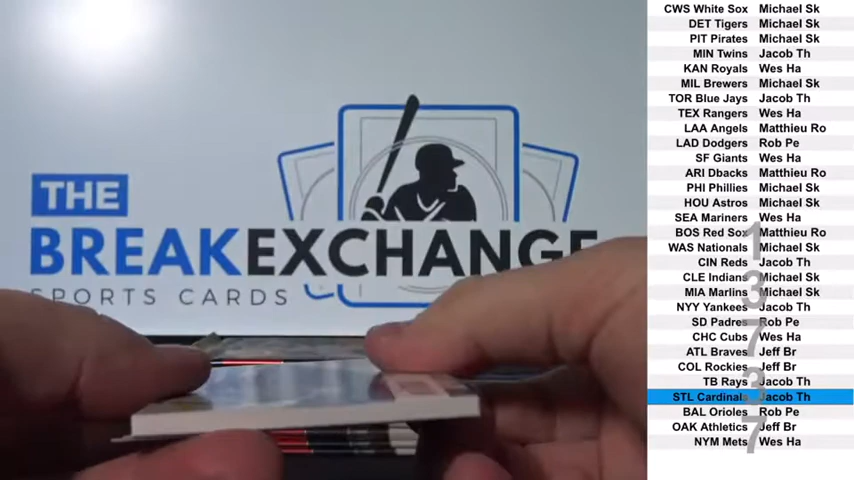 THE
BREAKEXCHANGE
SPORTS CARDS
CWS White Sox Michael Sk
DET Tigers Michael Sk
PIT Pirates Michael Sk
MIN Twins Jacob Th
KAN Royals Wes Ha
MIL Brewers Michael Sk
TOR Blue Jays Jacob Th
TEX Rangers Wes Ha
LAA Angels Matthieu Ro
LAD Dodgers Rob Pe
SF Giants Wes Ha
ARI Dbacks Matthieu Ro
PHI Phillies Michael Sk
HOU Astros Michael Sk
SEA Mariners Wes Ha
BOS Red Sox Matthieu Ro
WAS Nationals Michael Sk
CIN Reds Jacob Th
CLE Indians Michael Sk
MIA Marlins Michael Sk
NYY Yankees Jacob Th
SD Padres Rob Pe
CHC Cubs Wes Ha
ATL Braves Jeff Br
COL Rockies Jeff Br
TB Rays Jacob Th
STL Cardinals Jacob Th
BAL Orioles Rob Pe
OAK Athletics Jeff Br
NYM Mets Wes Ha
1
3
7
3
7